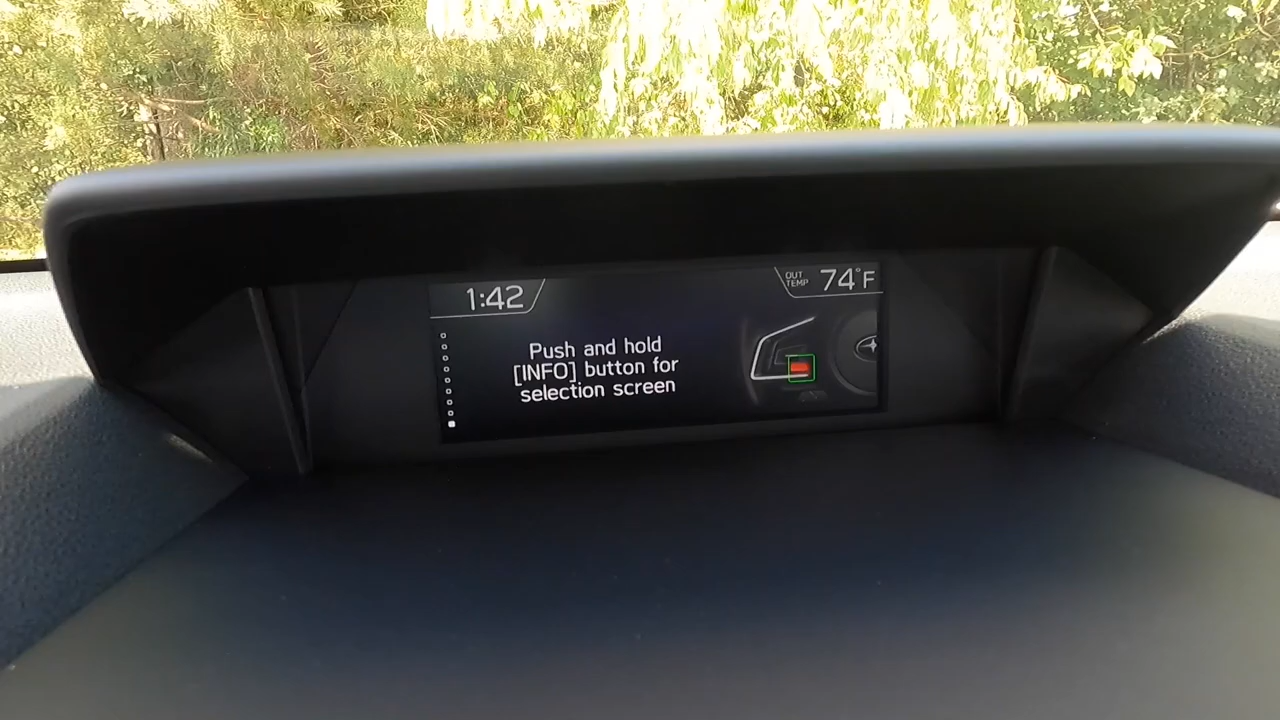 1:42
OUT
TEMP
74°F
Push and hold
[INFO] button for
selection screen